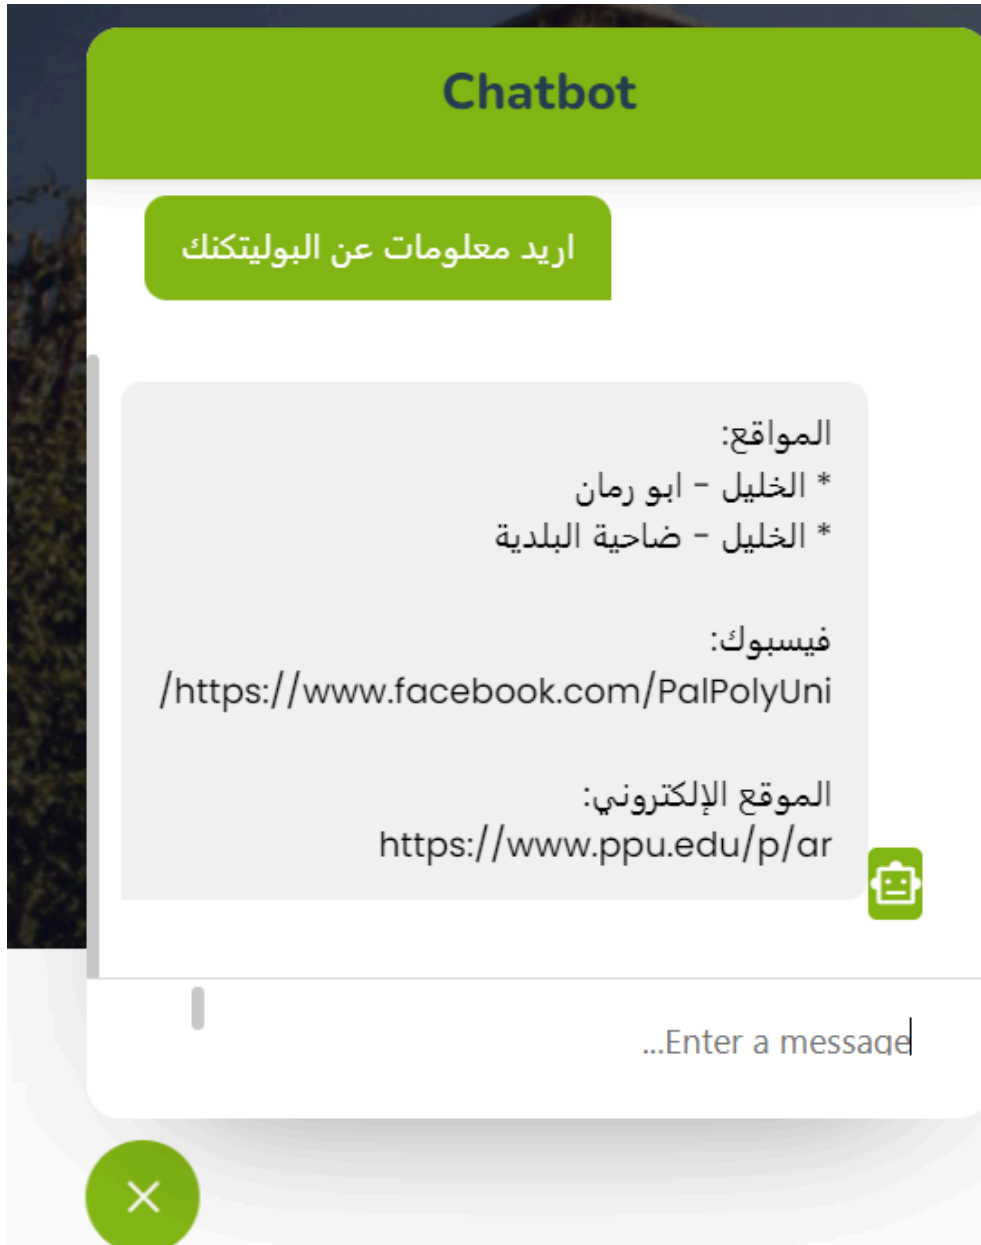 Chatbot
اريد معلومات عن البوليتكنك
المواقع:
* الخليل - ابو رمان
* الخليل - ضاحية البلدية
فيسبوك:
https://www.facebook.com/PalPolyUni/
الموقع الإلكتروني:
https://www.ppu.edu/p/ar
Enter a message...